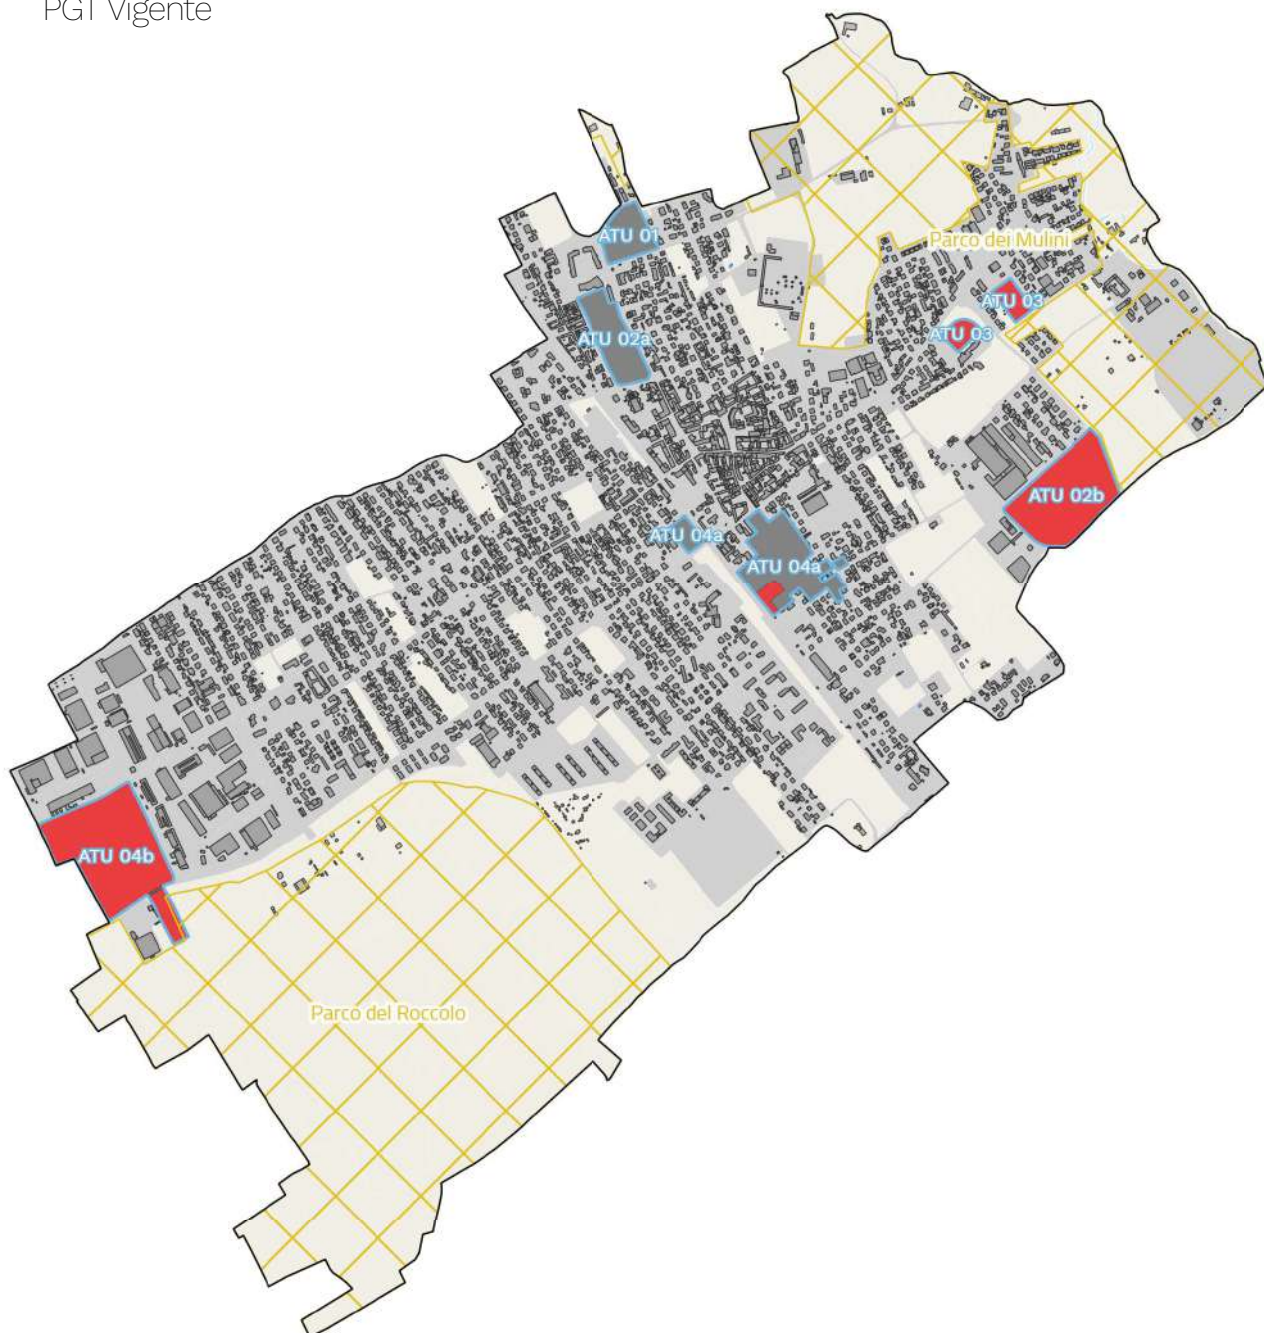 PGT Vigente
ATU 01
Parco dei Mulini
ATU 03
ATU 03
ATU 02a
ATU 02b
ATU 04a
ATU 04a
ATU 04b
Parco del Roccolo